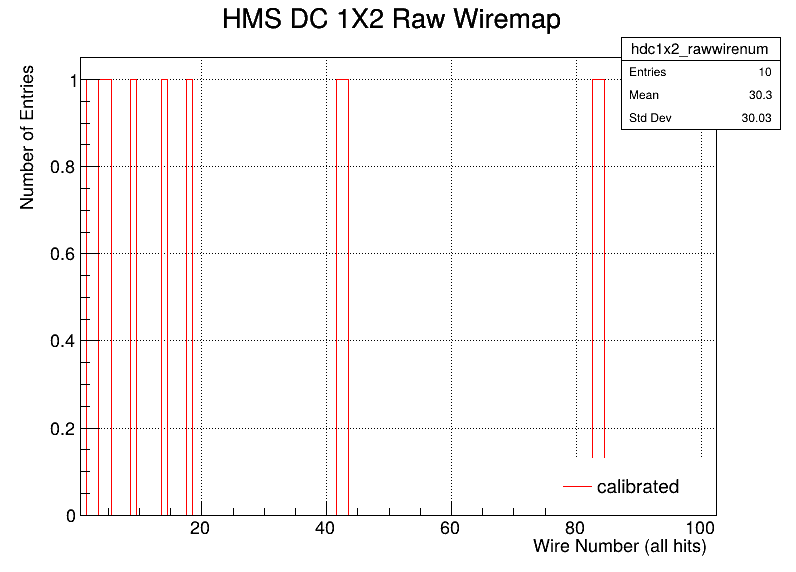 HMS DC 1X2 Raw Wiremap
hdc1x2_rawwirenum
Entries 10
Mean 30.3
Std Dev 30.03
Number of Entries
1
0.8
0.6
0.4
0.2
0
calibrated
20 40 60 80 100
Wire Number (all hits)